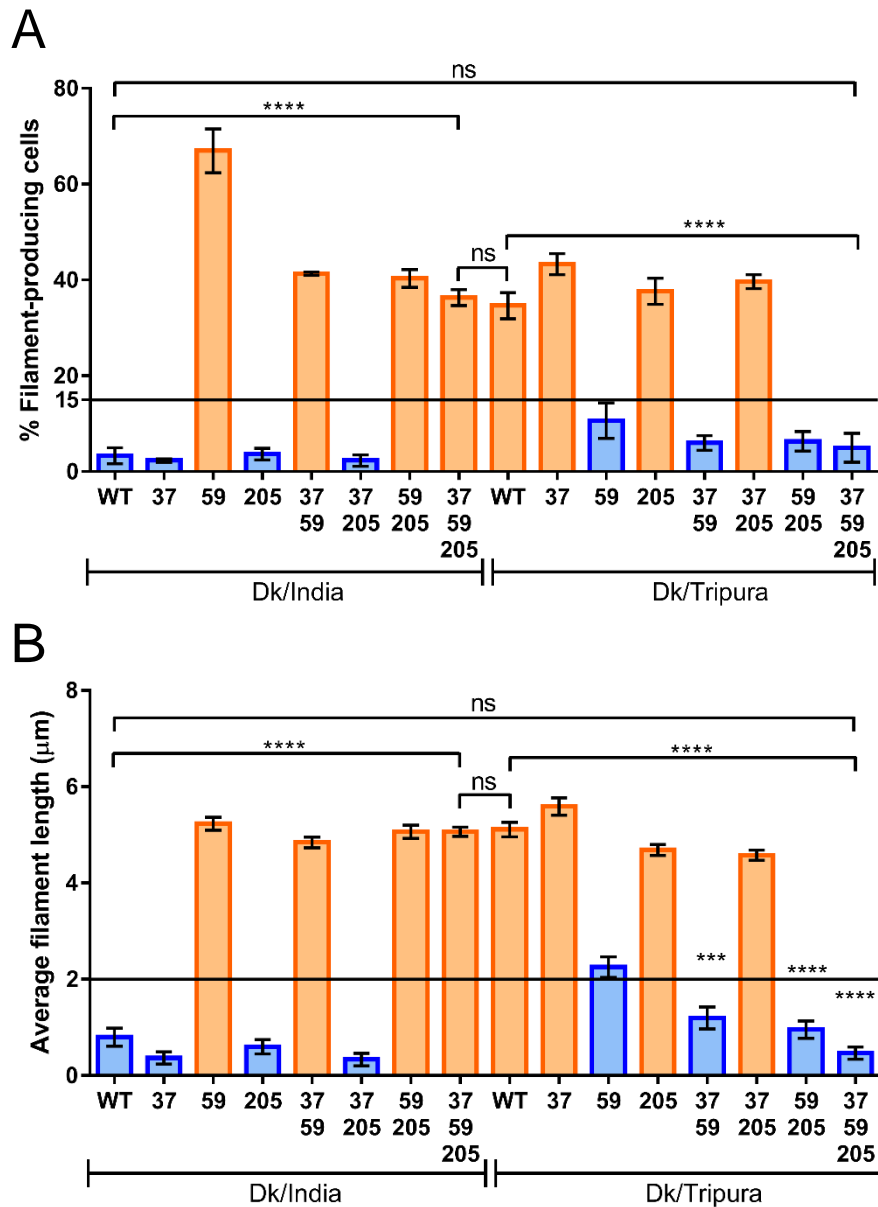 A
ns
****
****
ns
% Filament-producing cells
80
60
40
20
15
0
WT 37 59 205 37 37 59 37 WT 37 59 205 37 37 59 37
59 205 205 59 59 205 205 59
205 205
Dk/India Dk/Tripura
B
ns
**** ****
ns
Average filament length (μm)
8
6
4
2
0
***
****
****
WT 37 59 205 37 37 59 37 WT 37 59 205 37 37 59 37
59 205 205 59 59 205 205 59
205 205
Dk/India Dk/Tripura